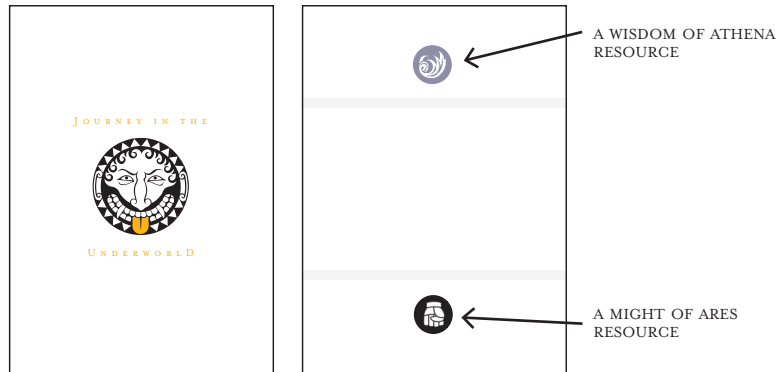 JOURNEY IN THE
UNDERWORLD
A WISDOM OF ATHENA
RESOURCE
A MIGHT OF ARES
RESOURCE